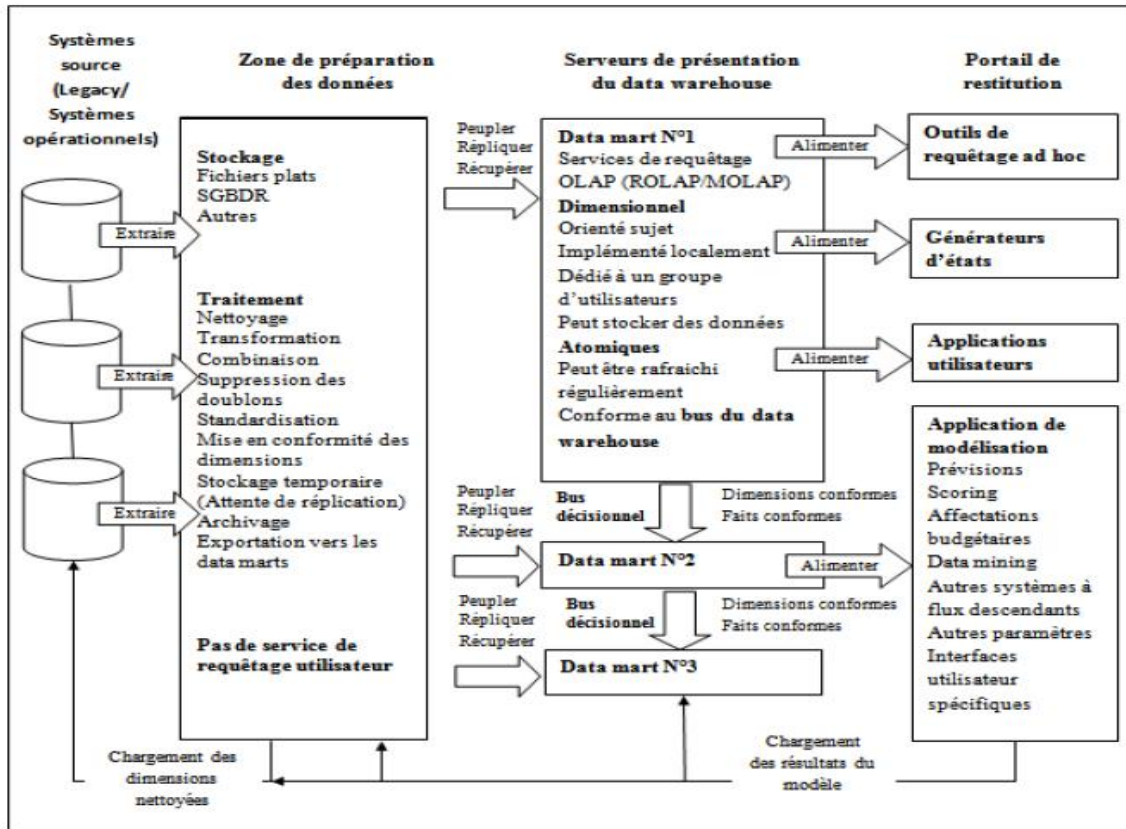 Systèmes
source
(Legacy/
Systèmes
opérationnels)
Zone de préparation
des données
Serveurs de présentation
du data warehouse
Portail de
restitution
Extraire
Extraire
Extraire
Stockage
Fichiers plats
SGBDR
Autres
Traitement
Nettoyage
Transformation
Combinaison
Suppression des
doublons
Standardisation
Mise en conformité des
dimensions
Stockage temporaire
(Attente de réplication)
Archivage
Exportation vers les
data marts
Pas de service de
requêtage utilisateur
Peupler
Répliquer
Récupérer
Data mart N°1
Services de requêtage
OLAP (ROLAP/MOLAP)
Dimensionnel
Orienté sujet
Implémenté localement
Dédié à un groupe
d'utilisateurs
Peut stocker des données
Atomiques
Peut être rafraichi
régulièrement
Conforme au bus du data
warehouse
Alimenter
Alimenter
Alimenter
Outils de
requêtage ad hoc
Générateurs
d'états
Applications
utilisateurs
Bus
décisionnel
Dimensions conformes
Faits conformes
Peupler
Répliquer
Récupérer
Data mart N°2
Alimenter
Bus
décisionnel
Dimensions conformes
Faits conformes
Peupler
Répliquer
Récupérer
Data mart N°3
Application de
modélisation
Prévisions
Scoring
Affectations
budgétaires
Data mining
Autres systèmes à
flux descendants
Autres paramètres
Interfaces
utilisateur
spécifiques
Chargement des
dimensions
nettoyées
Chargement
des résultats du
modèle